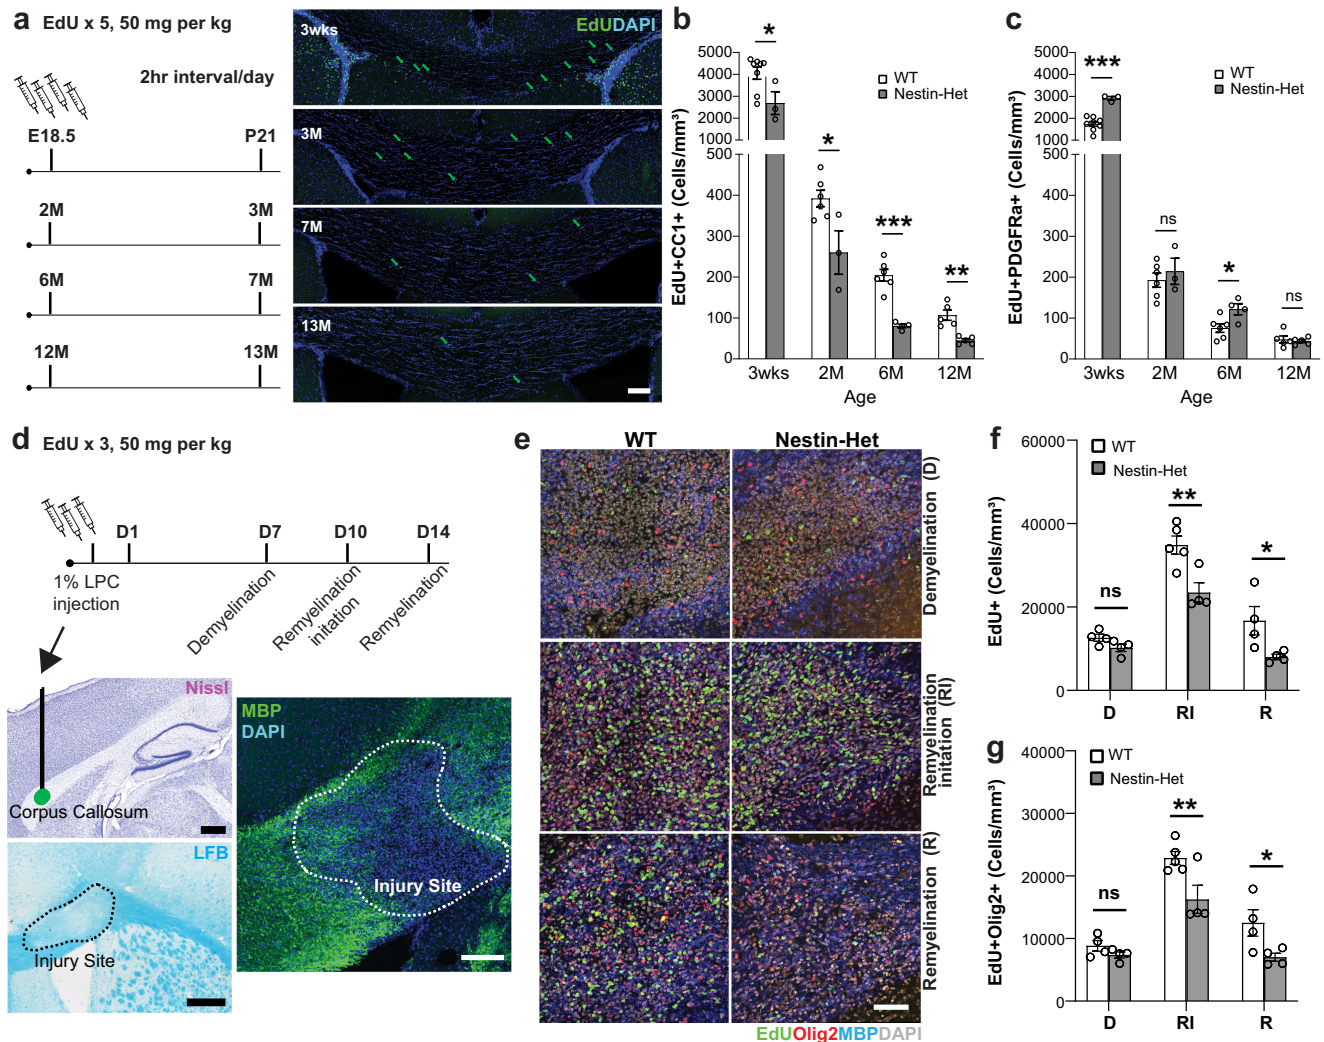 a EdU x 5, 50 mg per kg
2hr interval/day
E18.5 P21
2M 3M
6M 7M
12M 13M
3wks EdUDAPI
3M
7M
13M
b
EdU+CC1+ (Cells/mm³)
5000
4000
3000
2000
1000
500
400
300
200
100
0
* * *** **
WT
Nestin-Het
3wks 2M 6M 12M
Age
c
EdU+PDGFRa+ (Cells/mm³)
5000
4000
3000
2000
1000
500
400
300
200
100
0
*** ns * ns
WT
Nestin-Het
3wks 2M 6M 12M
Age
d EdU x 3, 50 mg per kg
D1 D7 D10 D14
1% LPC
injection
Demyelination
Remyelination
initation
Remyelination
Nissl
Corpus Callosum
LFB
Injury Site
MBP
DAPI
Injury Site
e
WT Nestin-Het
Demyelination (D)
Remyelination
initation (RI)
Remyelination (R)
EdUOlig2MBPDAPI
f
EdU+ (Cells/mm³)
60000
40000
20000
0
WT
Nestin-Het
ns ** *
D RI R
g
EdU+Olig2+ (Cells/mm³)
40000
30000
20000
10000
0
WT
Nestin-Het
ns ** *
D RI R